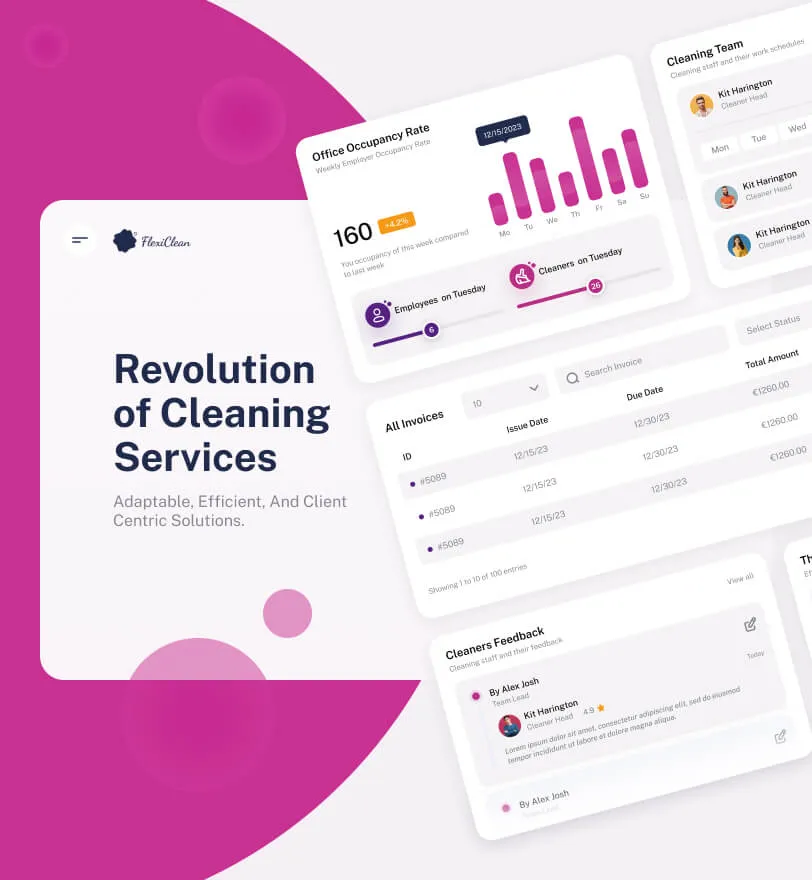 FlexiClean
Revolution
of Cleaning
Services
Adaptable, Efficient, And Client
Centric Solutions.
Office Occupancy Rate
Weekly Employer Occupancy Rate
12/15/2023
160 +4.2%
You occupancy of this week compared
to last week
Mo Tu We Th Fr Sa Su
Employees on Tuesday
6
Cleaners on Tuesday
26
Cleaning Team
Cleaning staff and their work schedules
Kit Harington
Cleaner Head
Mon Tue Wed
Kit Harington
Cleaner Head
Kit Harington
Cleaner Head
All Invoices
10
Search Invoice
Select Status
ID Issue Date Due Date Total Amount
#5089 12/15/23 12/30/23 €1260.00
#5089 12/15/23 12/30/23 €1260.00
#5089 12/15/23 12/30/23 €1260.00
Showing 1 to 10 of 100 entries
Cleaners Feedback
Cleaning staff and their feedback
View all
By Alex Josh
Team Lead
Today
Kit Harington
Cleaner Head 4.9
Lorem ipsum dolor sit amet, consectetur adipiscing elit, sed do eiusmod
tempor incididunt ut labore et dolore magna aliqua.
By Alex Josh
Team Lead